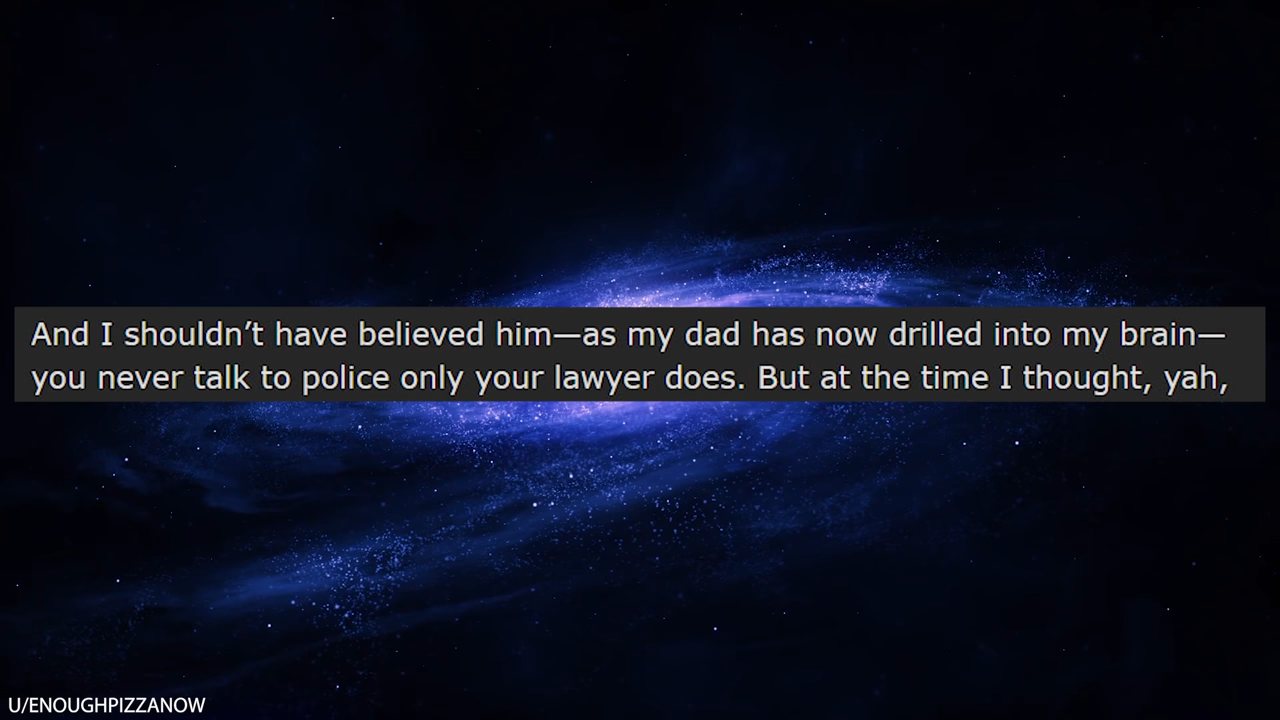 And I shouldn’t have believed him—as my dad has now drilled into my brain—
you never talk to police only your lawyer does. But at the time I thought, yah,
U/ENOUGHPIZZANOW